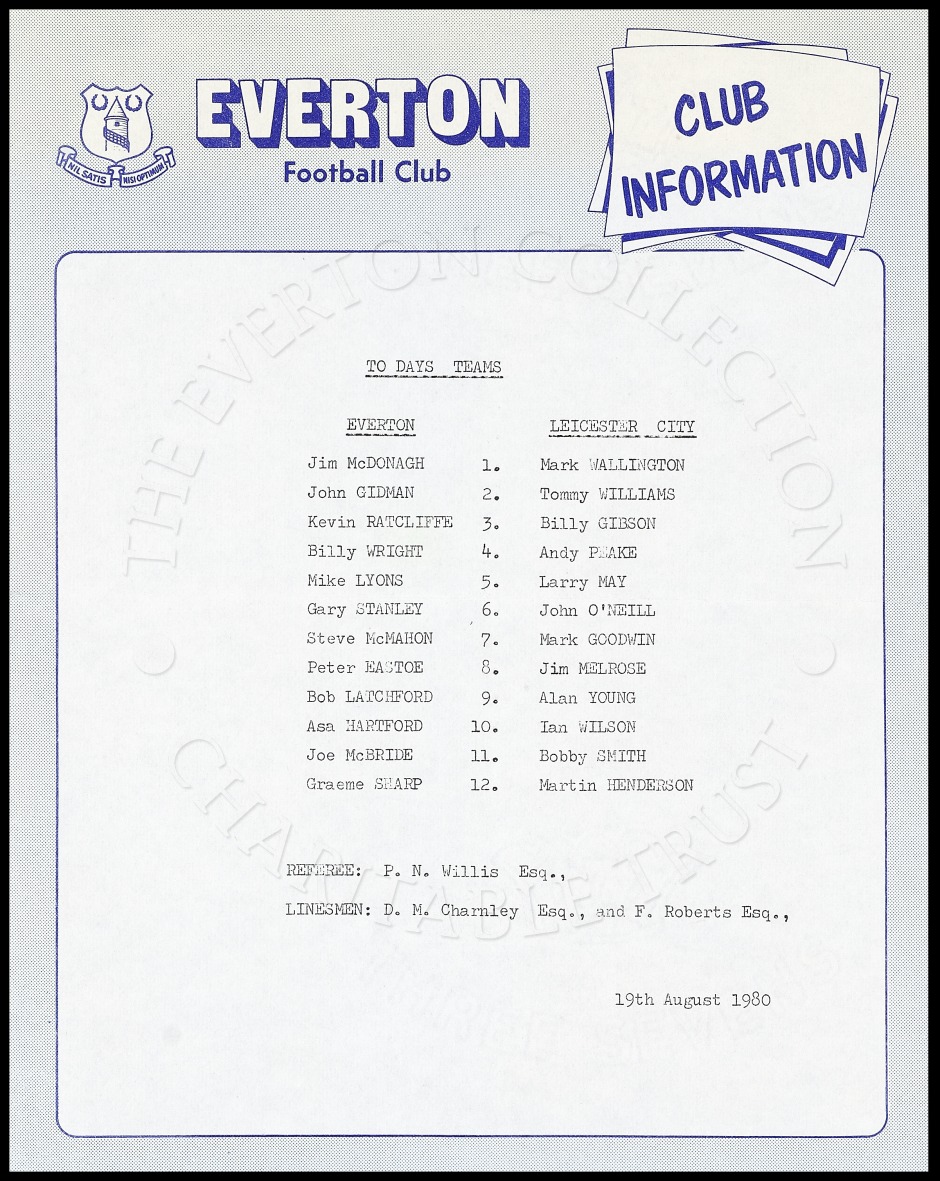 EVERTON
Football Club
NIL SATIS NISI OPTIMUM
CLUB
INFORMATION
THE EVERTON COLLECTION
CHARITABLE TRUST
TO DAYS TEAMS
EVERTON LEICESTER CITY
Jim McDONAGH 1. Mark WALLINGTON
John GIDMAN 2. Tommy WILLIAMS
Kevin RATCLIFFE 3. Billy GIBSON
Billy WRIGHT 4. Andy PEAKE
Mike LYONS 5. Larry MAY
Gary STANLEY 6. John O'NEILL
Steve McMAHON 7. Mark GOODWIN
Peter EASTOE 8. Jim MELROSE
Bob LATCHFORD 9. Alan YOUNG
Asa HARTFORD 10. Ian WILSON
Joe McBRIDE 11. Bobby SMITH
Graeme SHARP 12. Martin HENDERSON
REFEREE: P. N. Willis Esq.,
LINESMEN: D. M. Charnley Esq., and F. Roberts Esq.,
19th August 1980